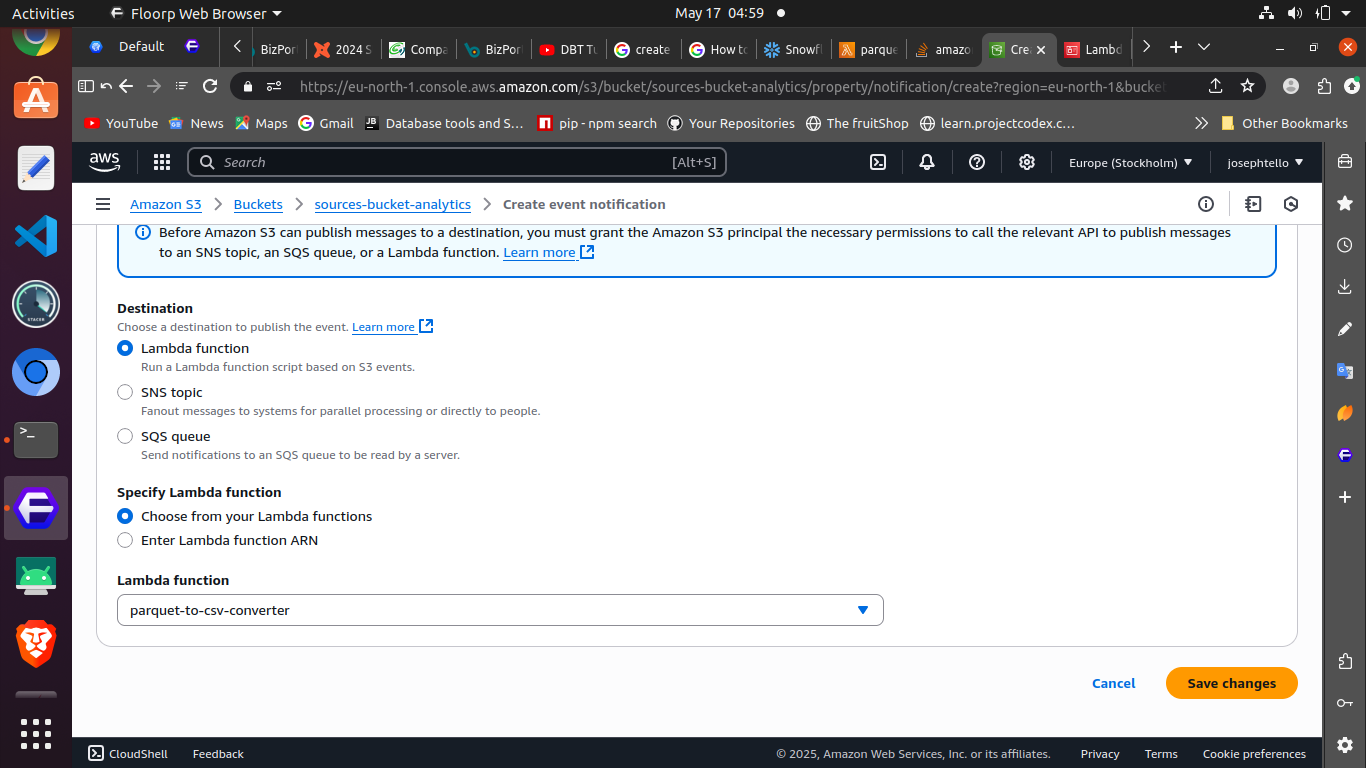 Activities
Floorp Web Browser
May 17 04:59
Default
BizPor
2024 S
Compa
BizPor
DBT Tu
create
How to
Snowfl
parque
amazo
Crea
Lambd
https://eu-north-1.console.aws.amazon.com/s3/bucket/sources-bucket-analytics/property/notification/create?region=eu-north-1&bucket
YouTube
News
Maps
Gmail
Database tools and S...
pip - npm search
Your Repositories
The fruitShop
learn.projectcodex.c...
Other Bookmarks
aws
Search
[Alt+S]
Europe (Stockholm)
josephtello
Amazon S3
Buckets
sources-bucket-analytics
Create event notification
Before Amazon S3 can publish messages to a destination, you must grant the Amazon S3 principal the necessary permissions to call the relevant API to publish messages
to an SNS topic, an SQS queue, or a Lambda function. Learn more
Destination
Choose a destination to publish the event. Learn more
Lambda function
Run a Lambda function script based on S3 events.
SNS topic
Fanout messages to systems for parallel processing or directly to people.
SQS queue
Send notifications to an SQS queue to be read by a server.
Specify Lambda function
Choose from your Lambda functions
Enter Lambda function ARN
Lambda function
parquet-to-csv-converter
Cancel
Save changes
CloudShell
Feedback
© 2025, Amazon Web Services, Inc. or its affiliates.
Privacy
Terms
Cookie preferences